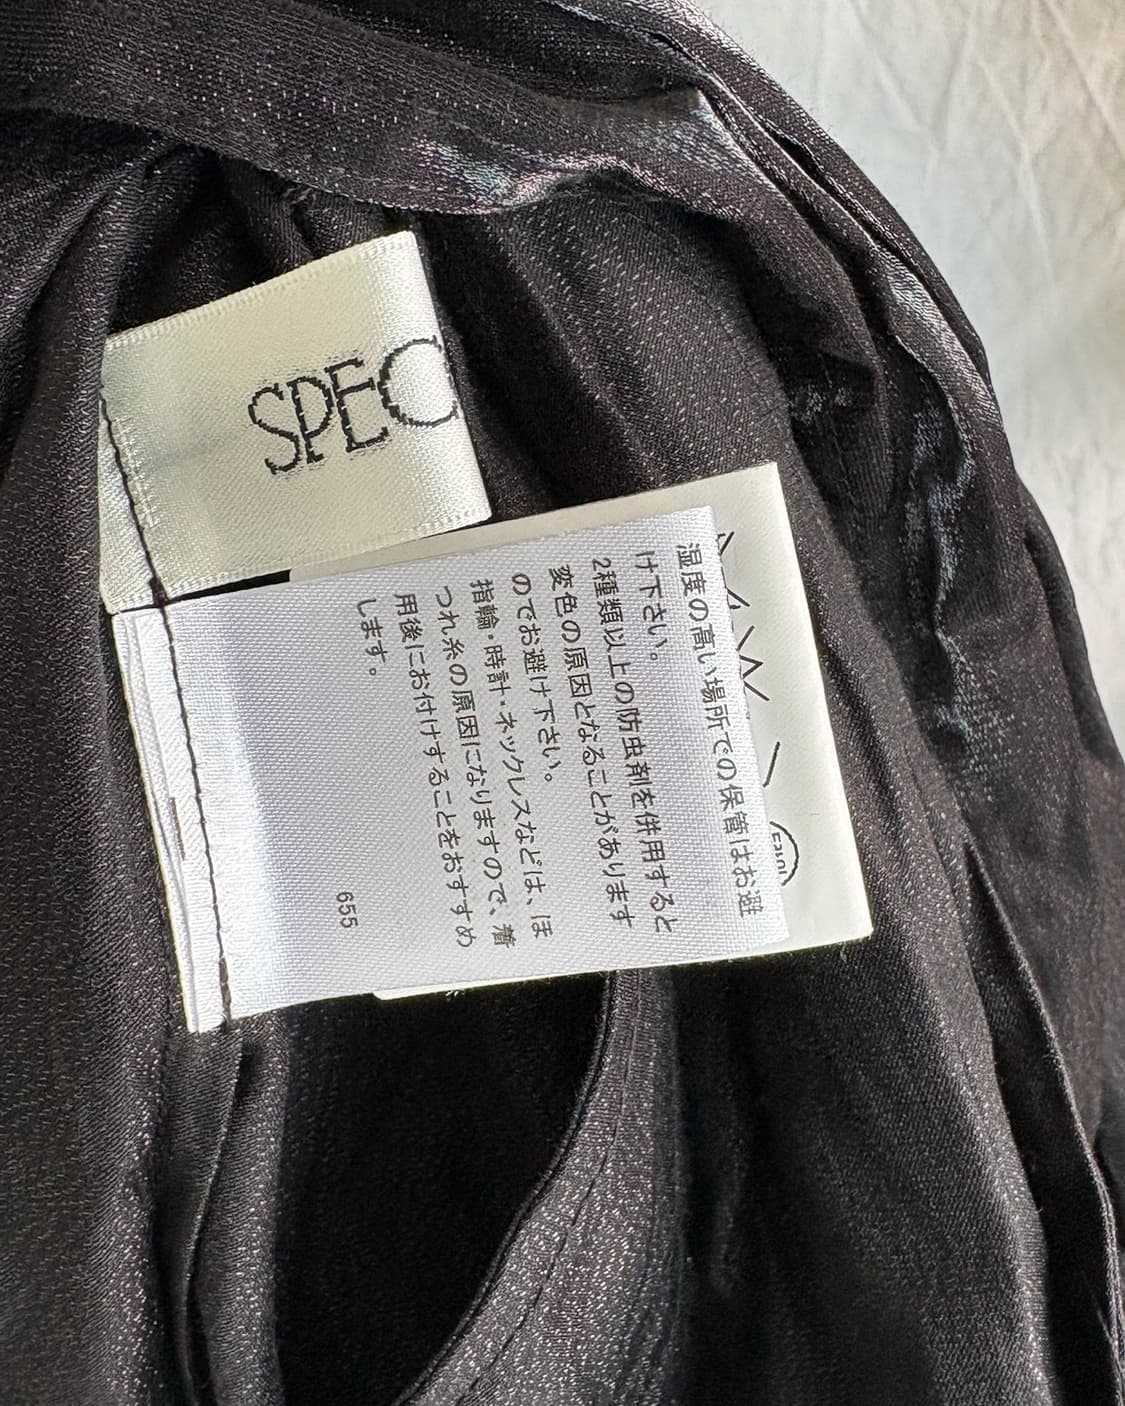 SPEC
湿度の高い場所での保管はお避
け下さい。
2種類以上の防虫剤を併用すると
変色の原因となることがあります
のでお避け下さい。
指輪・時計・ネックレスなどは、ほ
つれ糸の原因になりますので、着
用後にお付けすることをおすすめ
します。
655